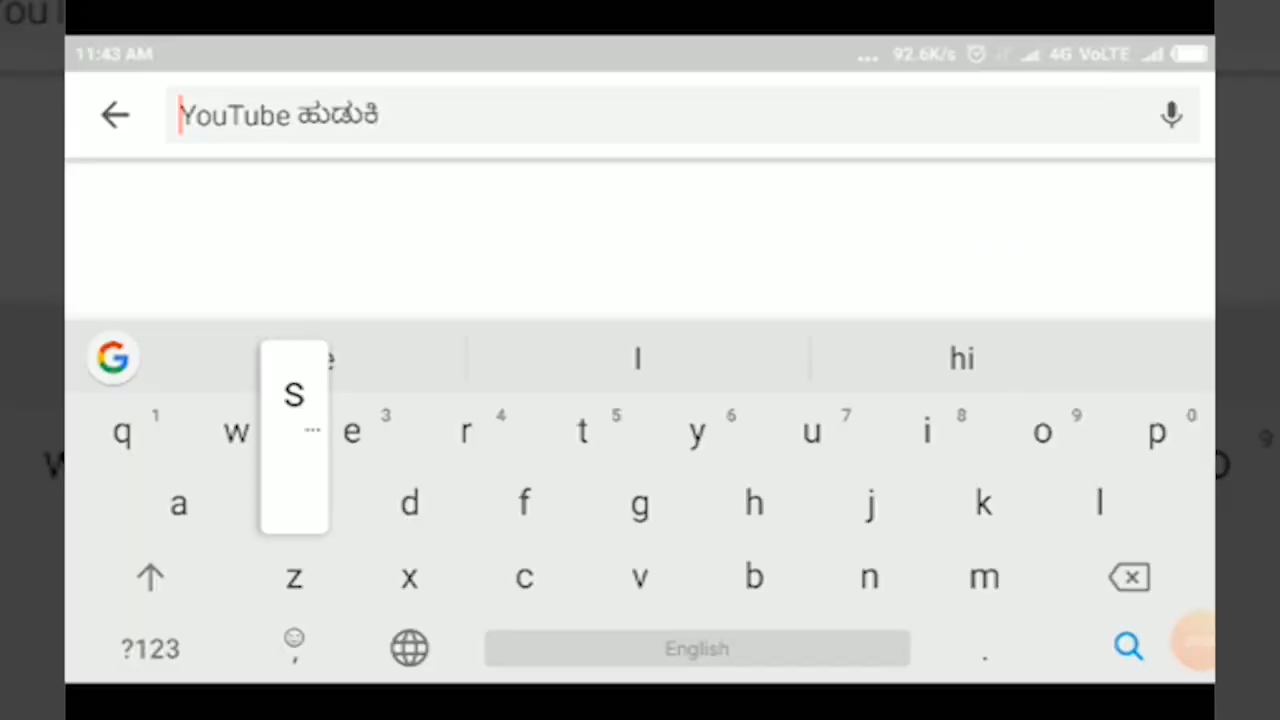 11:43 AM ... 92.6K/s 4G VoLTE
YouTube ಹುಡುಕಿ
I hi
q 1 w e 3 r 4 t 5 y 6 u 7 i 8 o 9 p 0
S
a d f g h j k l
z x c v b n m
?123 , English .